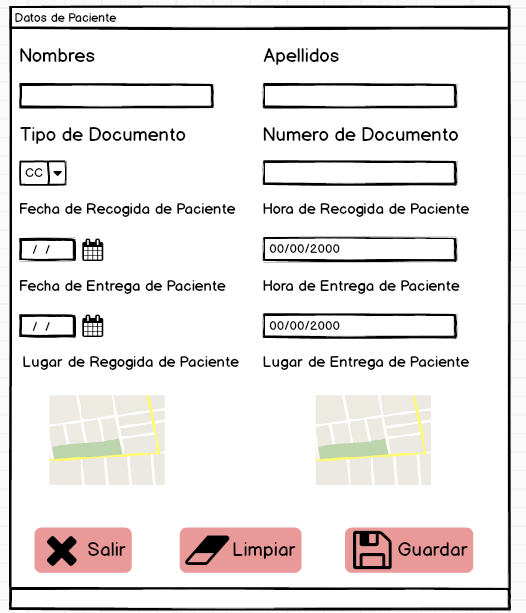 Datos de Paciente
Nombres
Apellidos
Tipo de Documento
Numero de Documento
CC
Fecha de Recogida de Paciente
Hora de Recogida de Paciente
/ /
00/00/2000
Fecha de Entrega de Paciente
Hora de Entrega de Paciente
/ /
00/00/2000
Lugar de Regogida de Paciente
Lugar de Entrega de Paciente
Salir
Limpiar
Guardar